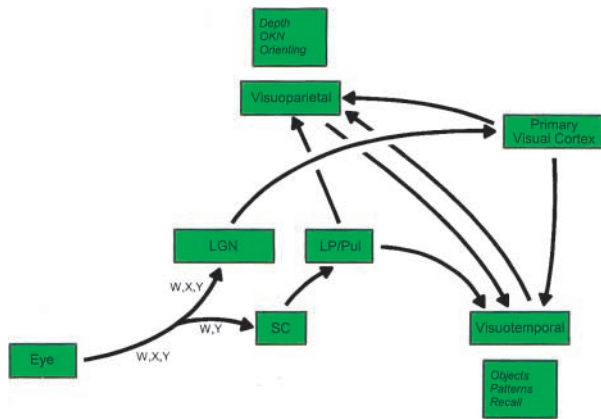 Depth
OKN
Orienting
Visuoparietal
Primary
Visual Cortex
LGN
LP/Pul
W,X,Y
W,Y
SC
Visuotemporal
Eye
W,X,Y
Objects
Patterns
Recall